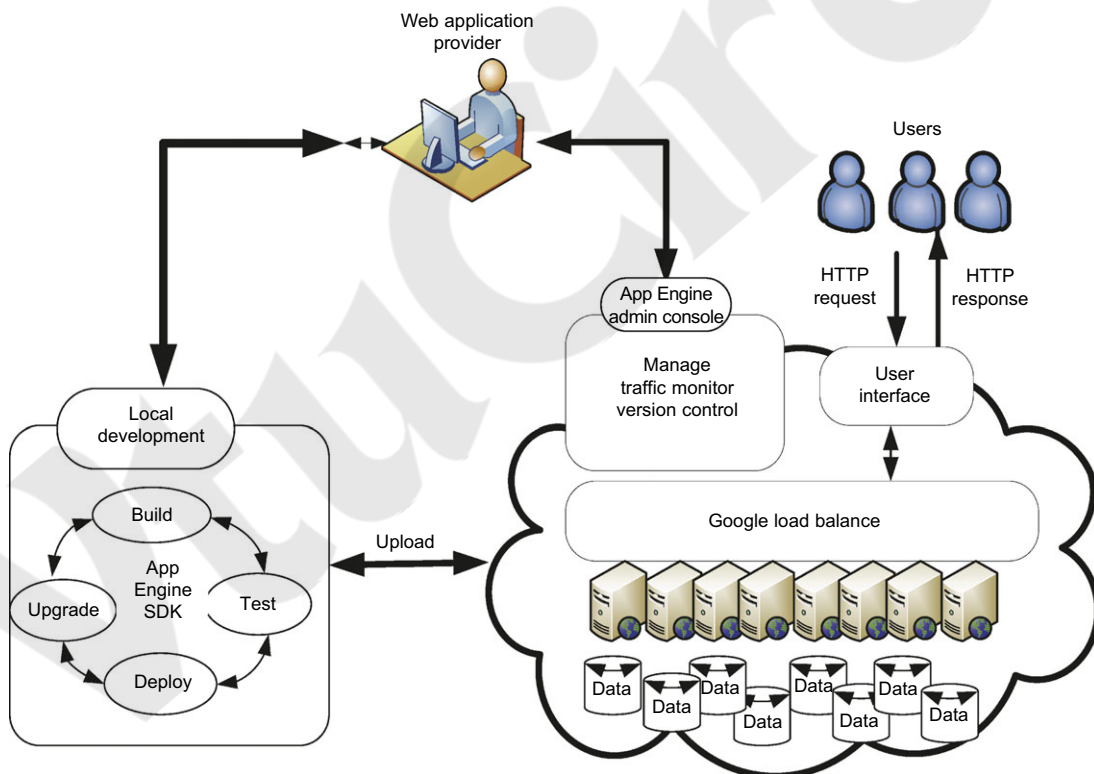 Web application
provider
Users
HTTP
request
HTTP
response
App Engine
admin console
Manage
traffic monitor
version control
User
interface
Local
development
Build
App
Engine
SDK
Upgrade
Test
Deploy
Upload
Google load balance
Data
Data
Data
Data
Data
Data
Data
Data
VtuCirc